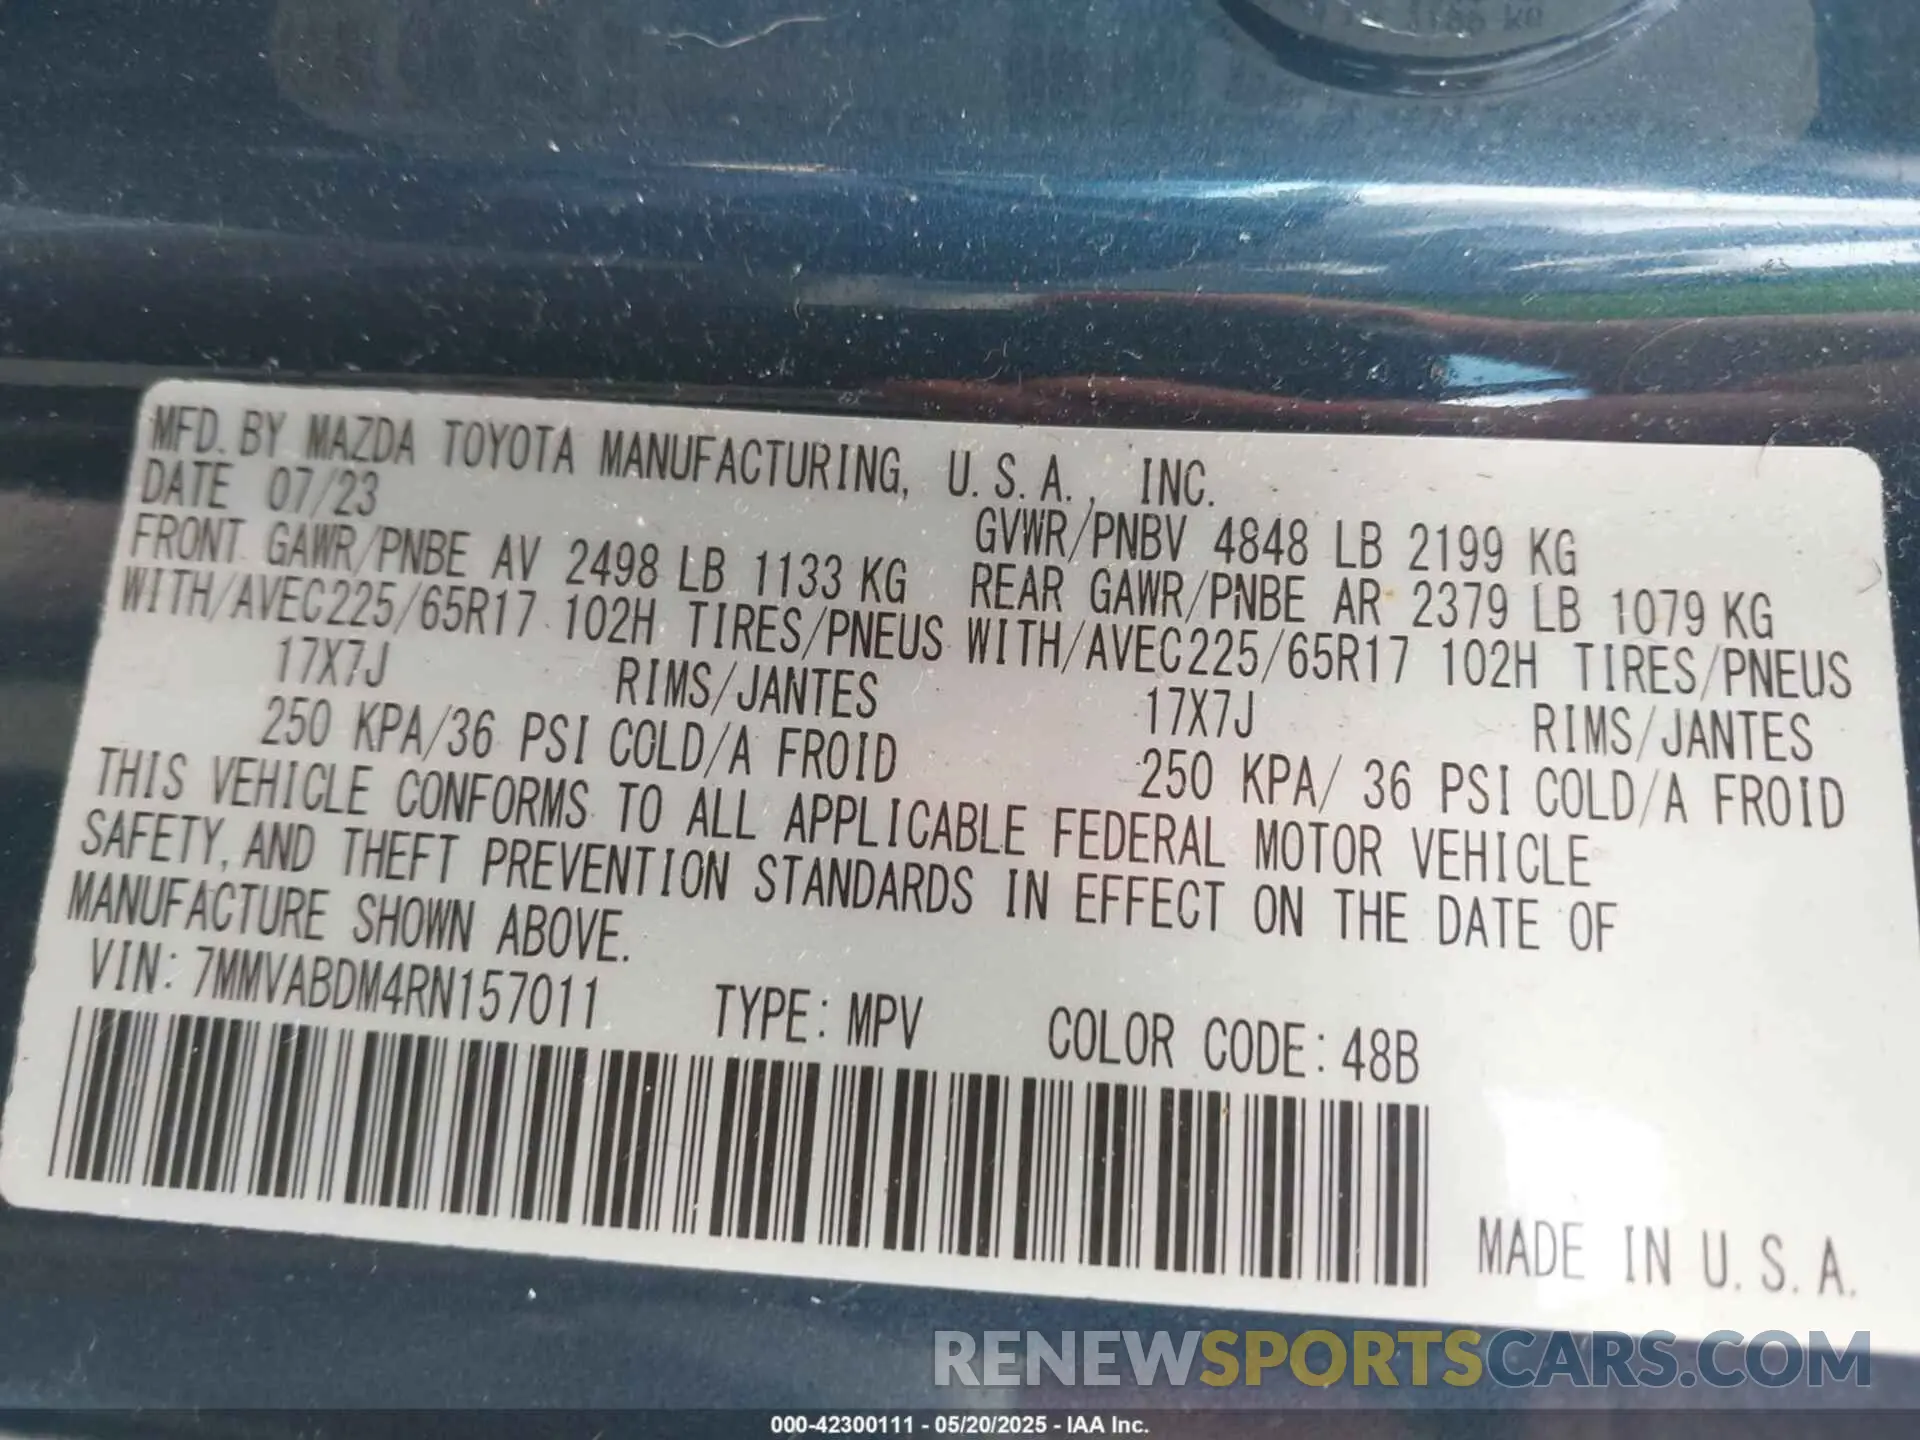 MFD. BY MAZDA TOYOTA MANUFACTURING, U.S.A., INC.
DATE 07/23
GVWR/PNBV 4848 LB 2199 KG
FRONT GAWR/PNBE AV 2498 LB 1133 KG
REAR GAWR/PNBE AR 2379 LB 1079 KG
WITH/AVEC225/65R17 102H TIRES/PNEUS WITH/AVEC225/65R17 102H TIRES/PNEUS
17X7J RIMS/JANTES 17X7J RIMS/JANTES
250 KPA/36 PSI COLD/A FROID 250 KPA/ 36 PSI COLD/A FROID
THIS VEHICLE CONFORMS TO ALL APPLICABLE FEDERAL MOTOR VEHICLE
SAFETY, AND THEFT PREVENTION STANDARDS IN EFFECT ON THE DATE OF
MANUFACTURE SHOWN ABOVE.
VIN: 7MMVABDM4RN157011 TYPE: MPV COLOR CODE: 48B
MADE IN U.S.A.
RENEWSPORTSCARS.COM
000-42300111 - 05/20/2025 - IAA Inc.